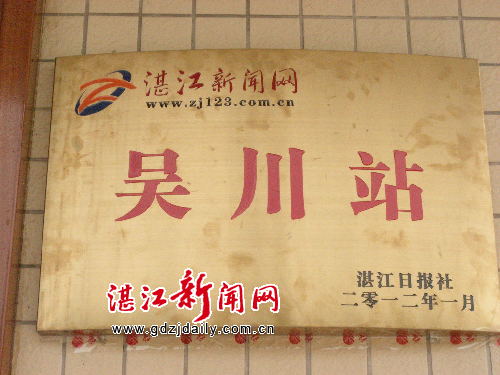 湛江新闻网
www.zj123.com.cn
吴川站
湛江日报社
二零一二年一月
湛江新闻网
www.gdzjdaily.com.cn